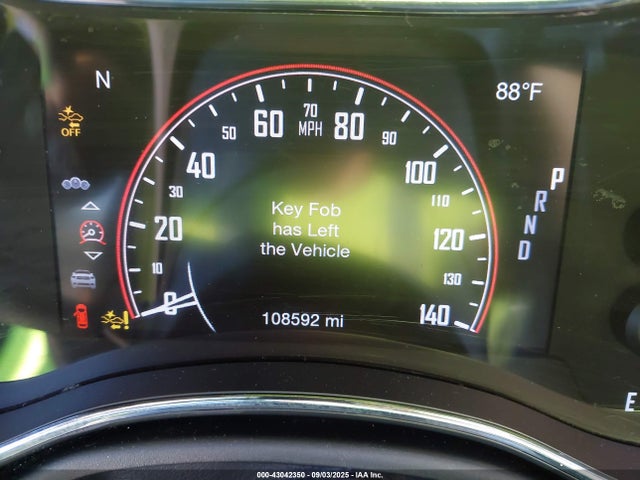 N
88°F
OFF
0
10
20
30
40
50
60
70
MPH
80
90
100
110
120
130
140
Key Fob
has Left
the Vehicle
108592 mi
P
R
N
D
E
000-43042350 - 09/03/2025 - IAA Inc.